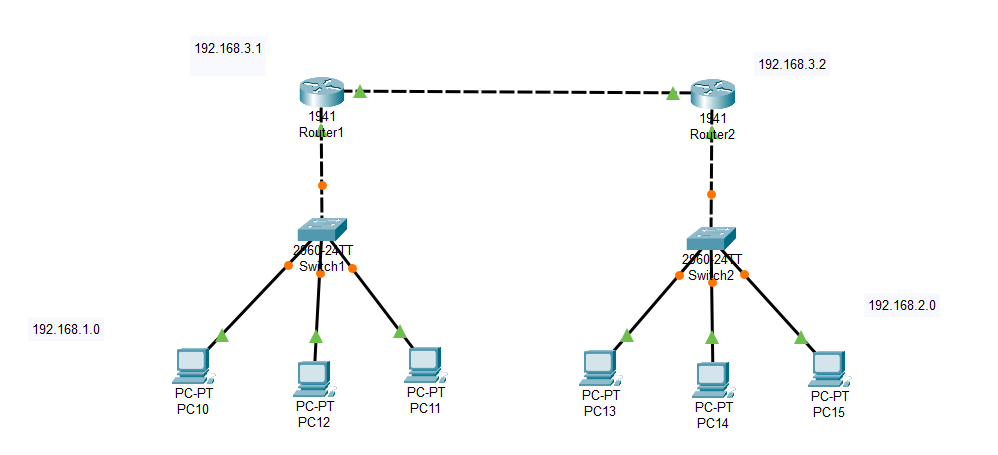 192.168.3.1
192.168.3.2
1941
Router1
1941
Router2
2960-24TT
Switch1
2960-24TT
Switch2
192.168.1.0
192.168.2.0
PC-PT
PC10
PC-PT
PC12
PC-PT
PC11
PC-PT
PC13
PC-PT
PC14
PC-PT
PC15